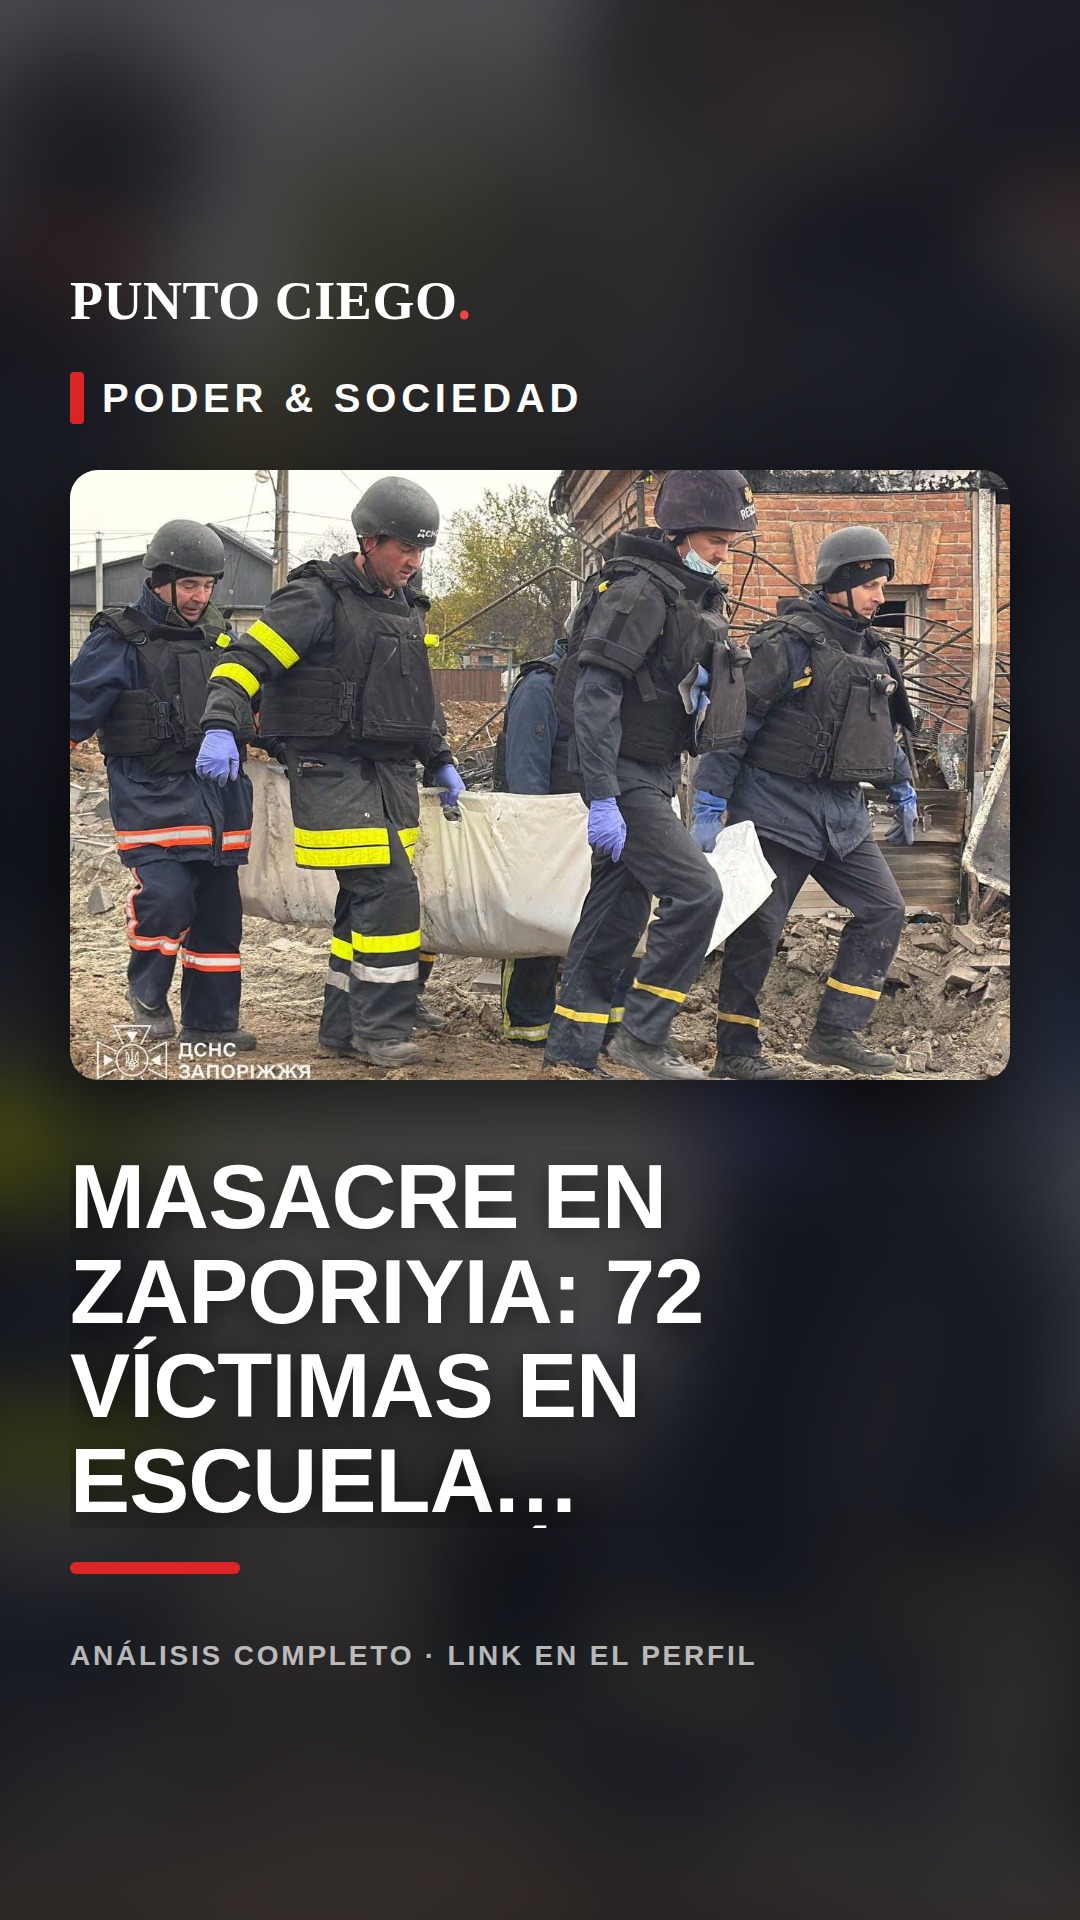 PUNTO CIEGO.
PODER & SOCIEDAD
RESC
ДСНС
ЗАПОРІЖЖЯ
MASACRE EN
ZAPORIYIA: 72
VÍCTIMAS EN
ESCUELA…
ANÁLISIS COMPLETO · LINK EN EL PERFIL